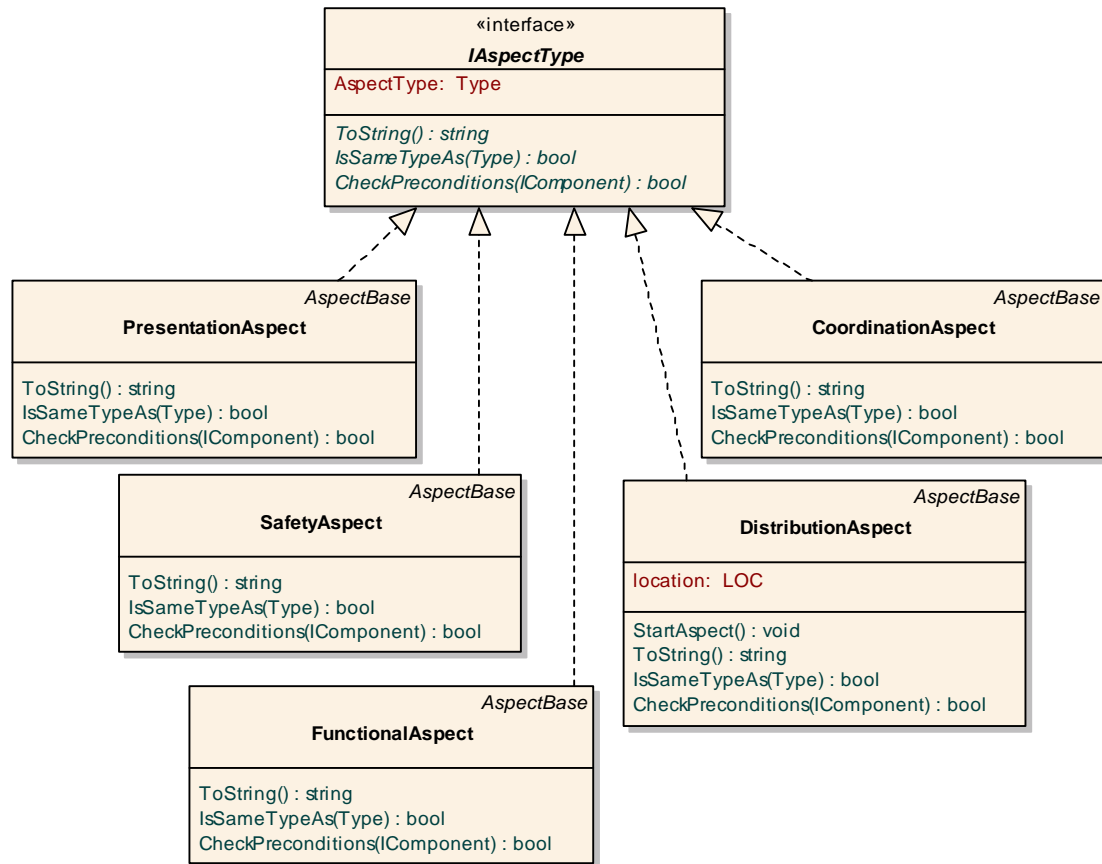 «interface»
IAspectType
AspectType: Type
ToString() : string
IsSameTypeAs(Type) : bool
CheckPreconditions(IComponent) : bool
AspectBase
PresentationAspect
ToString() : string
IsSameTypeAs(Type) : bool
CheckPreconditions(IComponent) : bool
AspectBase
CoordinationAspect
ToString() : string
IsSameTypeAs(Type) : bool
CheckPreconditions(IComponent) : bool
AspectBase
SafetyAspect
ToString() : string
IsSameTypeAs(Type) : bool
CheckPreconditions(IComponent) : bool
AspectBase
DistributionAspect
location: LOC
StartAspect() : void
ToString() : string
IsSameTypeAs(Type) : bool
CheckPreconditions(IComponent) : bool
AspectBase
FunctionalAspect
ToString() : string
IsSameTypeAs(Type) : bool
CheckPreconditions(IComponent) : bool